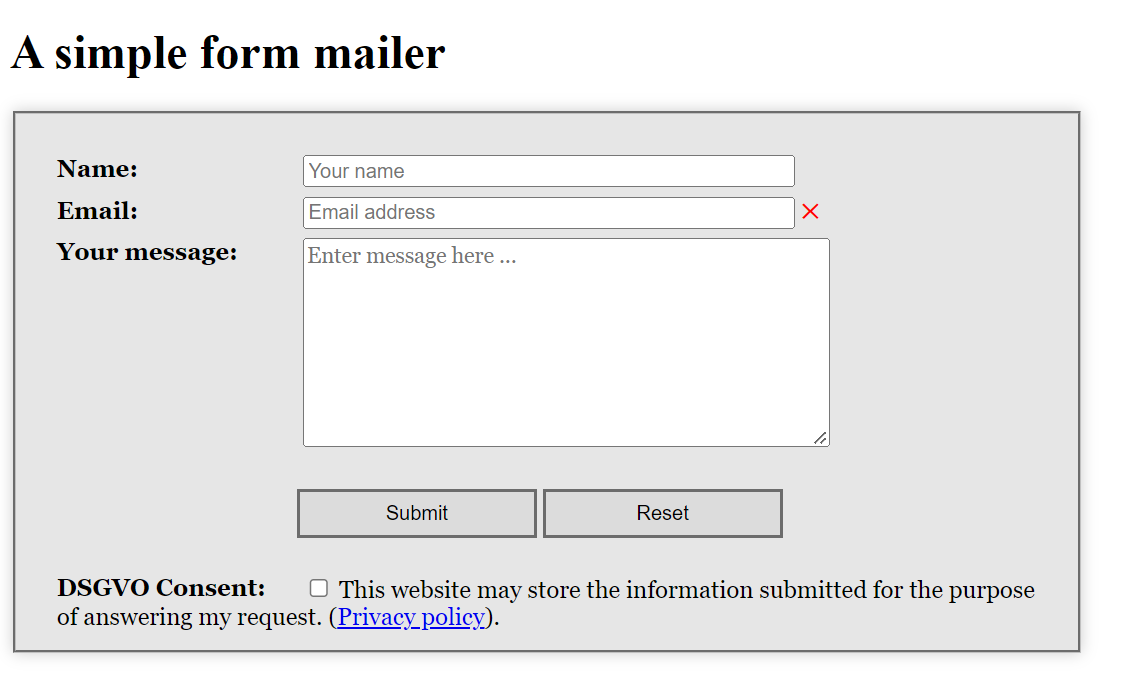 A simple form mailer
Name: Your name
Email: Email address
Your message: Enter message here ...
Submit Reset
DSGVO Consent: This website may store the information submitted for the purpose
of answering my request. (Privacy policy).